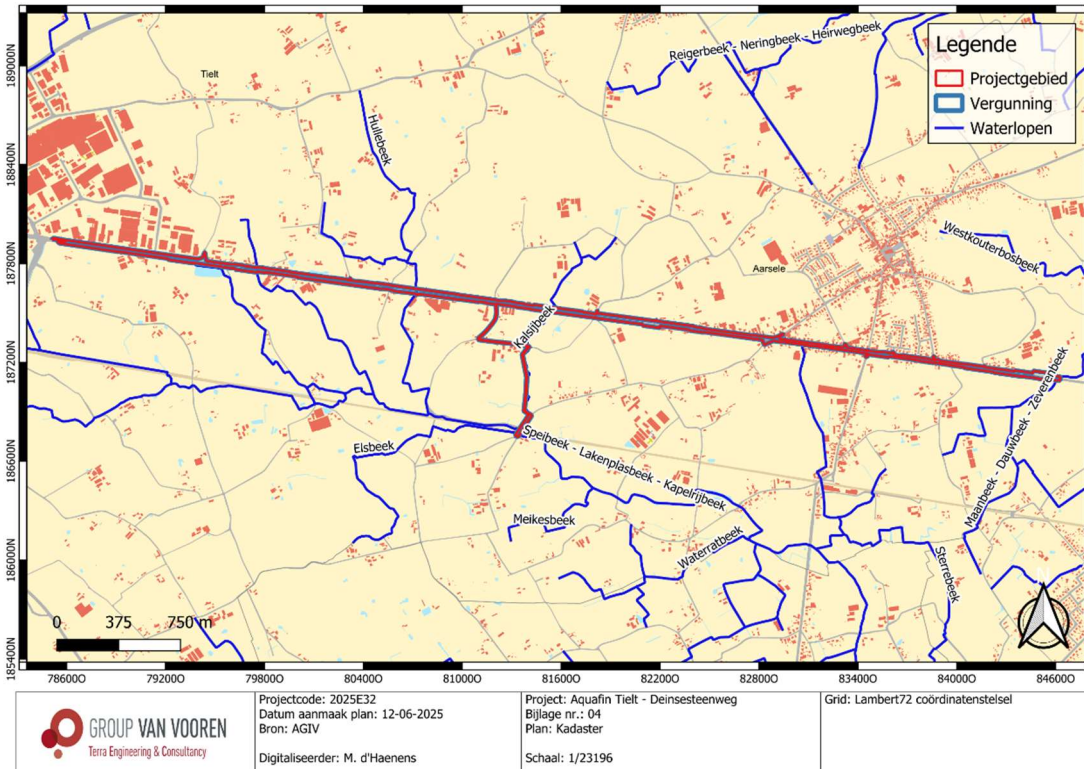 Legende
Projectgebied
Vergunning
Waterlopen
Tielt
Reigerbeek - Neringbeek - Heirwegbeek
Hullebeek
Westkouterbosbeek
Aarsele
Kalsijbeek
Speibeek - Lakenplasbeek - Kapelrijbeek
Elsbeek
Meikesbeek
Waterratbeek
Maanbeek - Dauwbeek - Zeverenbeek
Sterrebeek
N
0 375 750 m
189000N
188400N
187800N
187200N
186600N
186000N
185400N
786000 792000 798000 804000 810000 816000 822000 828000 834000 840000 846000
GROUP VAN VOOREN
Terra Engineering & Consultancy
Projectcode: 2025E32
Datum aanmaak plan: 12-06-2025
Bron: AGIV
Digitaliseerder: M. d'Haenens
Project: Aquafin Tielt - Deinsesteenweg
Bijlage nr.: 04
Plan: Kadaster
Schaal: 1/23196
Grid: Lambert72 coördinatenstelsel